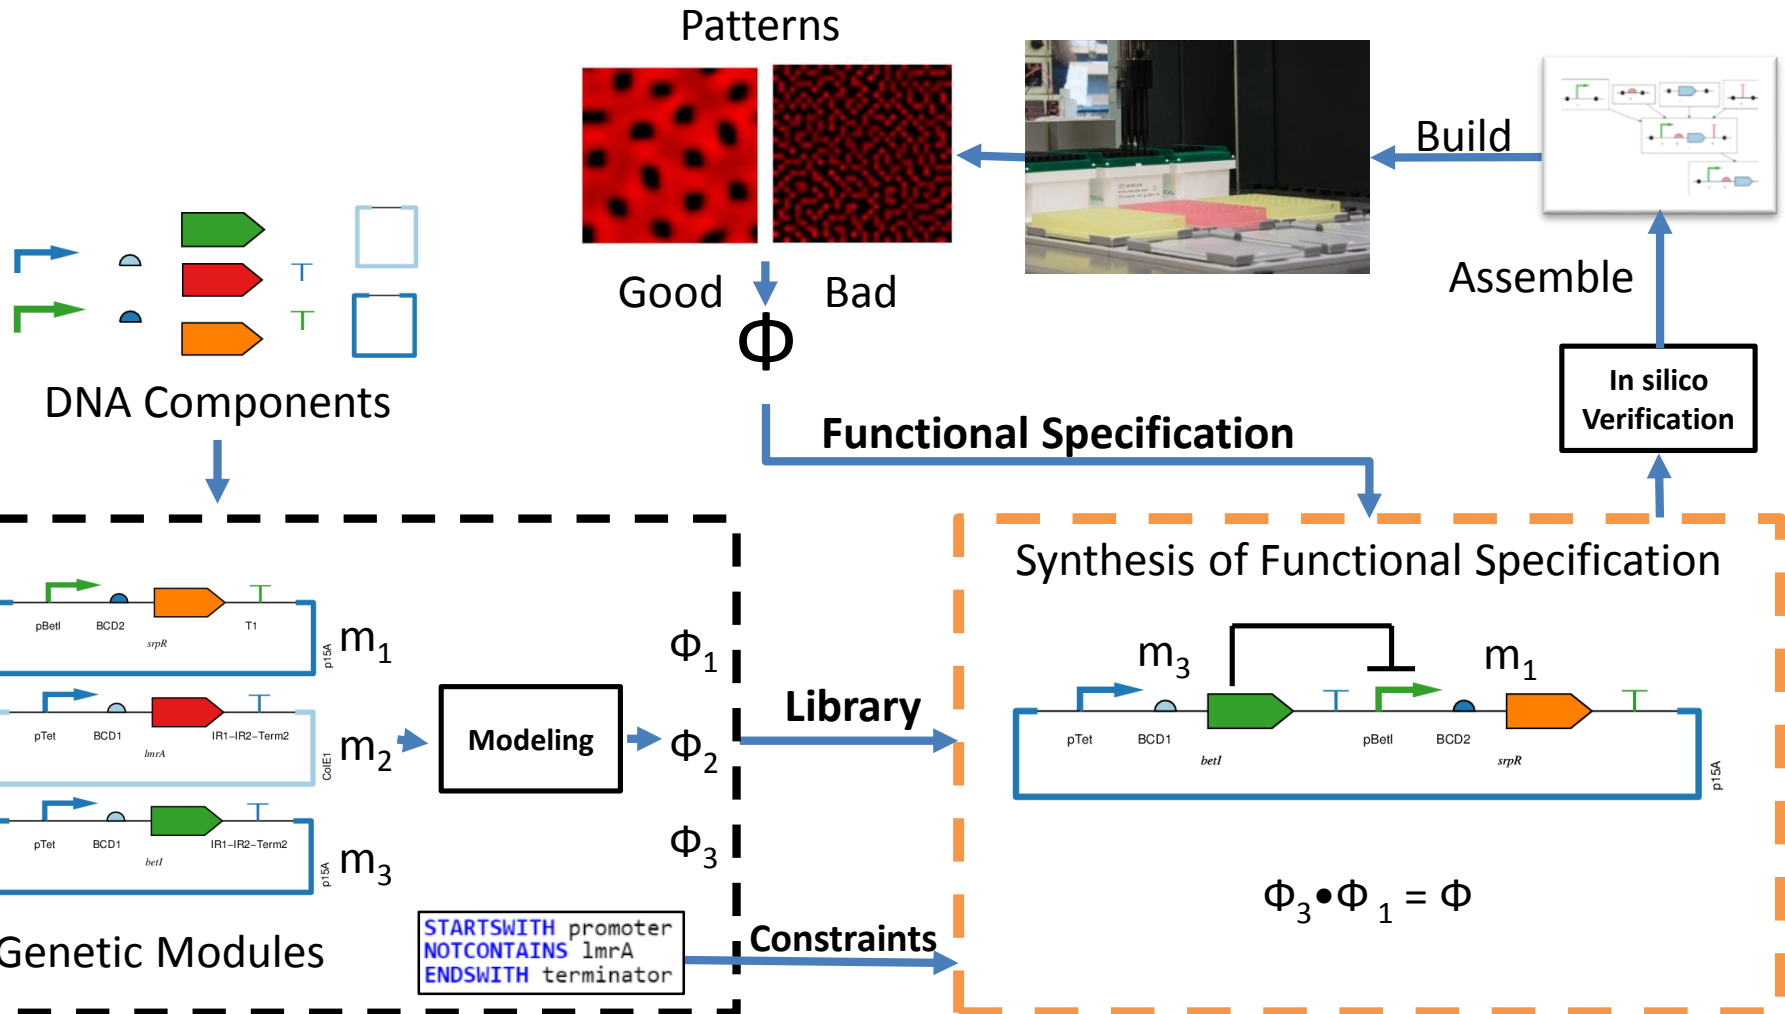 Patterns
Good
Bad
Φ
Build
Assemble
In silico
Verification
DNA Components
Functional Specification
pBetI
BCD2
srpR
T1
p15A
m1
pTet
BCD1
lmrA
IR1–IR2–Term2
ColE1
m2
pTet
BCD1
betI
IR1–IR2–Term2
p15A
m3
Modeling
Φ1
Φ2
Φ3
Genetic Modules
STARTSWITH promoter
NOTCONTAINS lmrA
ENDSWITH terminator
Library
Constraints
Synthesis of Functional Specification
m3
m1
pTet
BCD1
betI
pBetI
BCD2
srpR
p15A
Φ3•Φ 1 = Φ